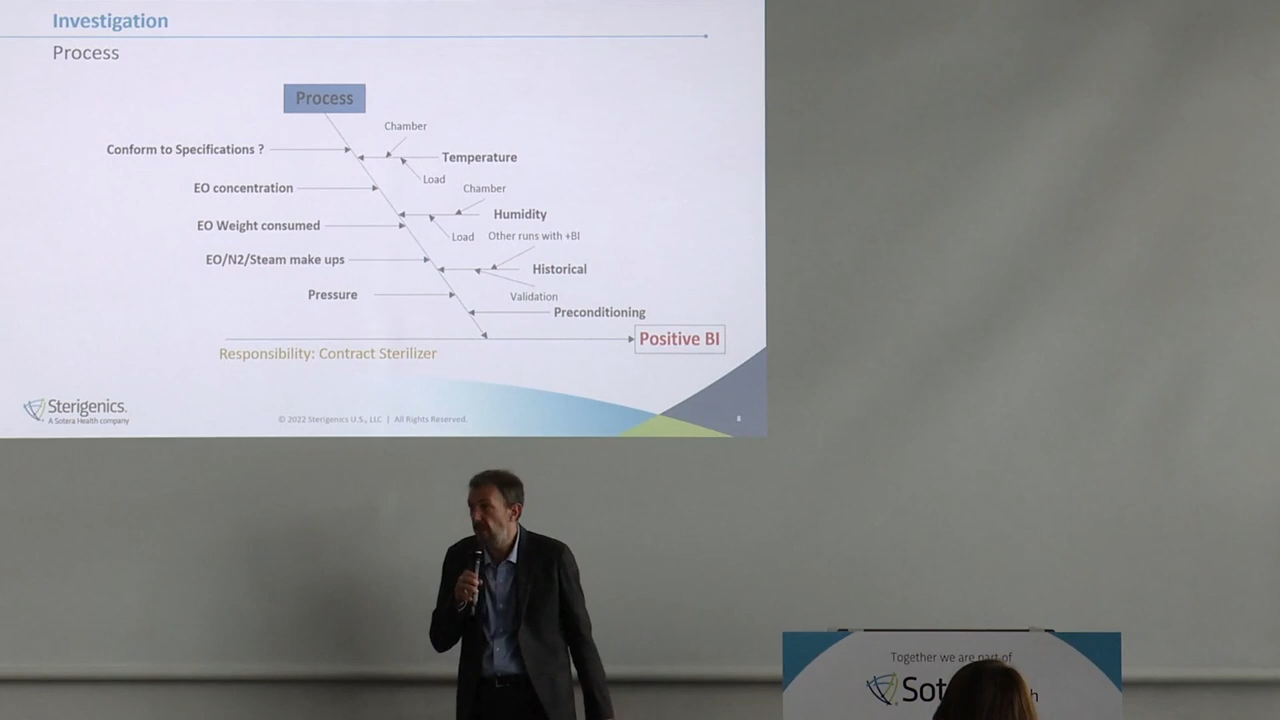 Investigation
Process
Process
Chamber
Conform to Specifications ?
Temperature
Load
EO concentration
Chamber
Humidity
EO Weight consumed
Load
Other runs with +BI
EO/N2/Steam make ups
Historical
Pressure
Validation
Preconditioning
Positive BI
Responsibility: Contract Sterilizer
Sterigenics.
A Sotera Health company
© 2022 Sterigenics U.S., LLC | All Rights Reserved.
8
Together we are part of